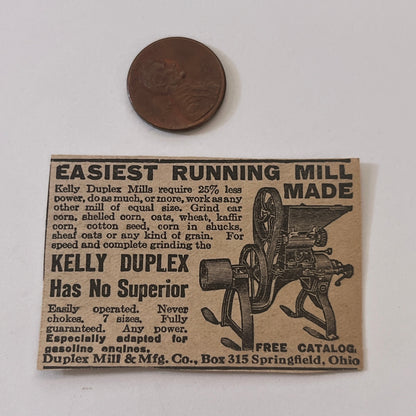 EASIEST RUNNING MILL
MADE
Kelly Duplex Mills require 25% less
power, do as much, or more, work as any
other mill of equal size. Grind ear
corn, shelled corn, oats, wheat, kaffir
corn, cotton seed, corn in shucks,
sheaf oats or any kind of grain. For
speed and complete grinding the
KELLY DUPLEX
Has No Superior
Easily operated. Never
chokes. 7 sizes. Fully
guaranteed. Any power.
Especially adapted for
gasoline engines.
FREE CATALOG.
Duplex Mill & Mfg. Co., Box 315 Springfield, Ohio